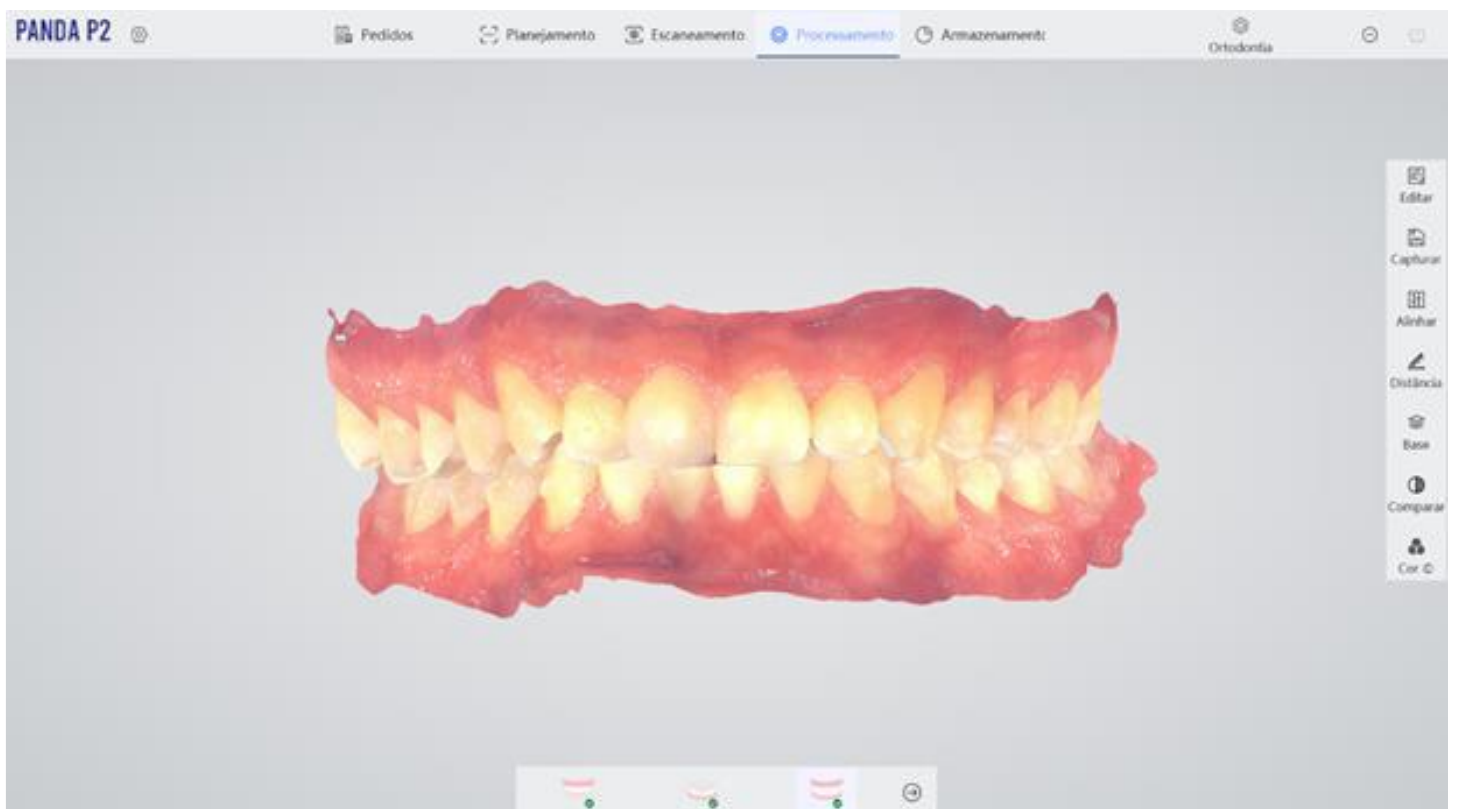 PANDA P2
Pedidos
Planejamento
Escaneamento
Processamento
Armazenamento
Ortodontia
Editar
Capturar
Alinhar
Distância
Base
Comparar
Cor ©